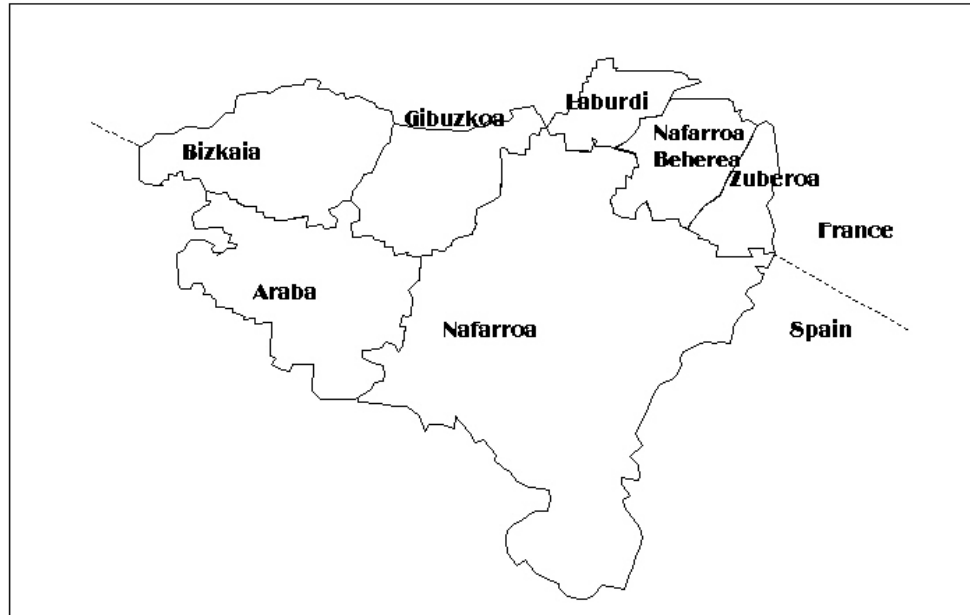 Laburdi
Gibuzkoa
Bizkaia
Nafarroa
Beherea
Zuberoa
France
Araba
Nafarroa
Spain